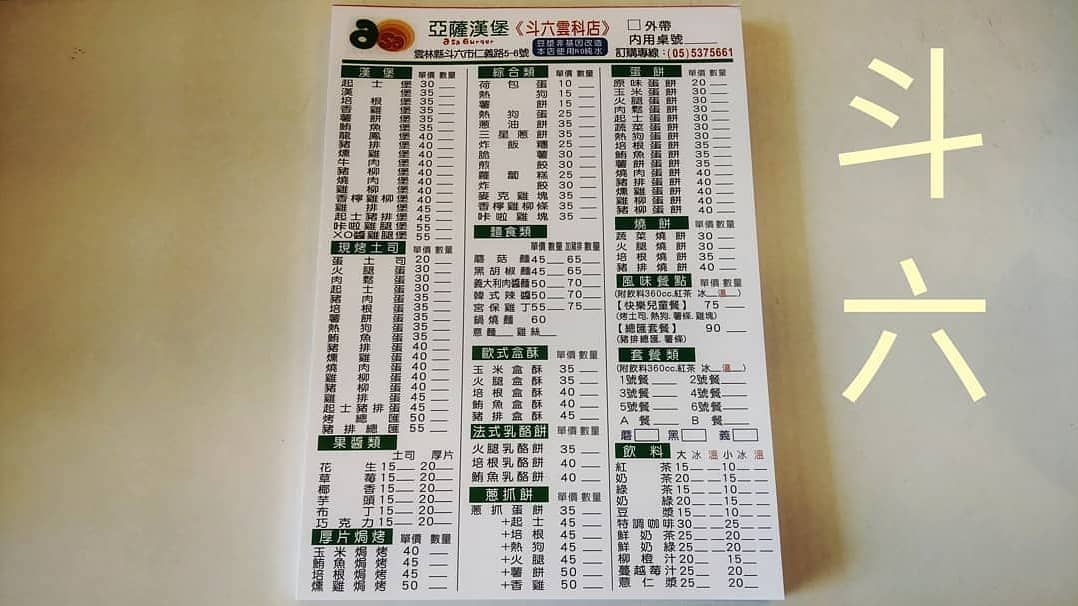 asa
a sa Burger
亞薩漢堡《斗六雲科店》
豆漿非基因改造
本店使用RO純水
雲林縣斗六市仁義路5-6號
□外帶
内用桌號
訂購專線:(05)5375661
漢堡 單價 數量
起士堡 30
漢堡 35
培根堡 35
香雞堡 35
薯餅堡 35
鮪魚堡 35
龍鳳堡 40
豬排堡 40
燻雞堡 40
牛肉堡 40
豬柳堡 40
燒肉堡 40
雞柳堡 40
香檸雞柳堡 40
雞排堡 45
起士豬排堡 45
咔啦雞腿堡 55
XO醬雞腿堡 55
現烤土司 單價 數量
蛋土司 20
火腿蛋 30
肉鬆蛋 30
起士蛋 30
豬肉蛋 35
培根蛋 35
薯餅蛋 35
熱狗蛋 35
鮪魚蛋 35
豬排蛋 40
燻雞蛋 40
燒肉蛋 40
雞柳蛋 40
豬柳蛋 40
雞排蛋 45
起士豬排蛋 45
烤總匯 50
豬排總匯 55
果醬類
土司 厚片
花生 15 20
草莓 15 20
椰香 15 20
芋頭 15 20
布丁 15 20
巧克力 15 20
厚片焗烤 單價 數量
玉米焗烤 40
鮪魚焗烤 45
培根焗烤 45
燻雞焗烤 50
綜合類 單價 數量
荷包蛋 10
熱狗 15
薯餅 15
熱狗蛋 25
蔥油餅 35
三星蔥餅 35
炸飯糰 25
脆薯 30
煎餃 30
蘿蔔糕 25
炸餃 30
麥克雞塊 35
香檸雞柳條 35
咔啦雞塊 35
麵食類
單價 數量 加豬排 數量
蘑菇麵 45 65
黑胡椒麵 45 65
義大利肉醬麵 50 70
韓式辣醬 50 70
宮保雞丁 55 75
鍋燒麵 60
意麵 雞絲
歐式盒酥 單價 數量
玉米盒酥 35
火腿盒酥 35
培根盒酥 40
鮪魚盒酥 40
豬排盒酥 45
法式乳酪餅 單價 數量
火腿乳酪餅 35
培根乳酪餅 40
鮪魚乳酪餅 40
蔥抓餅 單價 數量
蔥抓蛋餅 35
+起士 45
+培根 45
+熱狗 45
+火腿 45
+薯餅 50
+香雞 50
蛋餅 單價 數量
原味蛋餅 20
玉米蛋餅 30
火腿蛋餅 30
肉鬆蛋餅 30
起士蛋餅 30
蔬菜蛋餅 30
熱狗蛋餅 30
培根蛋餅 35
鮪魚蛋餅 35
薯餅蛋餅 35
燒肉蛋餅 40
豬排蛋餅 40
燻雞蛋餅 40
雞柳蛋餅 40
豬柳蛋餅 40
燒餅 單價 數量
蔬菜燒餅 30
火腿燒餅 30
培根燒餅 35
豬排燒餅 40
風味餐點 單價 數量
(附飲料360cc.紅茶 冰 溫)
【快樂兒童餐】 75
(烤土司.熱狗.薯條.雞塊)
【總匯套餐】 90
(豬排總匯.薯條)
套餐類
(附飲料360cc.紅茶 冰 溫)
1號餐 2號餐
3號餐 4號餐
5號餐 6號餐
A餐 B餐
磨 黑 義
飲料 大 冰 溫 小 冰 溫
紅茶 15 10
奶茶 20 15
綠茶 15 10
奶綠 20 15
豆漿 15 10
特調咖啡 30 25
鮮奶茶 25 20
鮮奶綠 25 20
柳橙汁 20 15
蔓越莓汁 25 20
薏仁漿 25 20
斗六